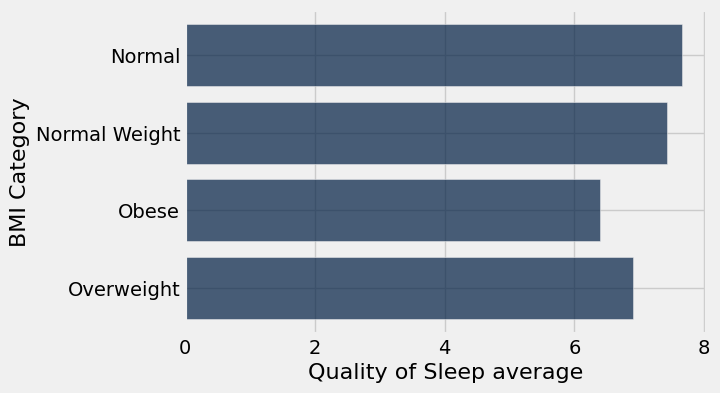 BMI Category
Normal
Normal Weight
Obese
Overweight
0 2 4 6 8
Quality of Sleep average